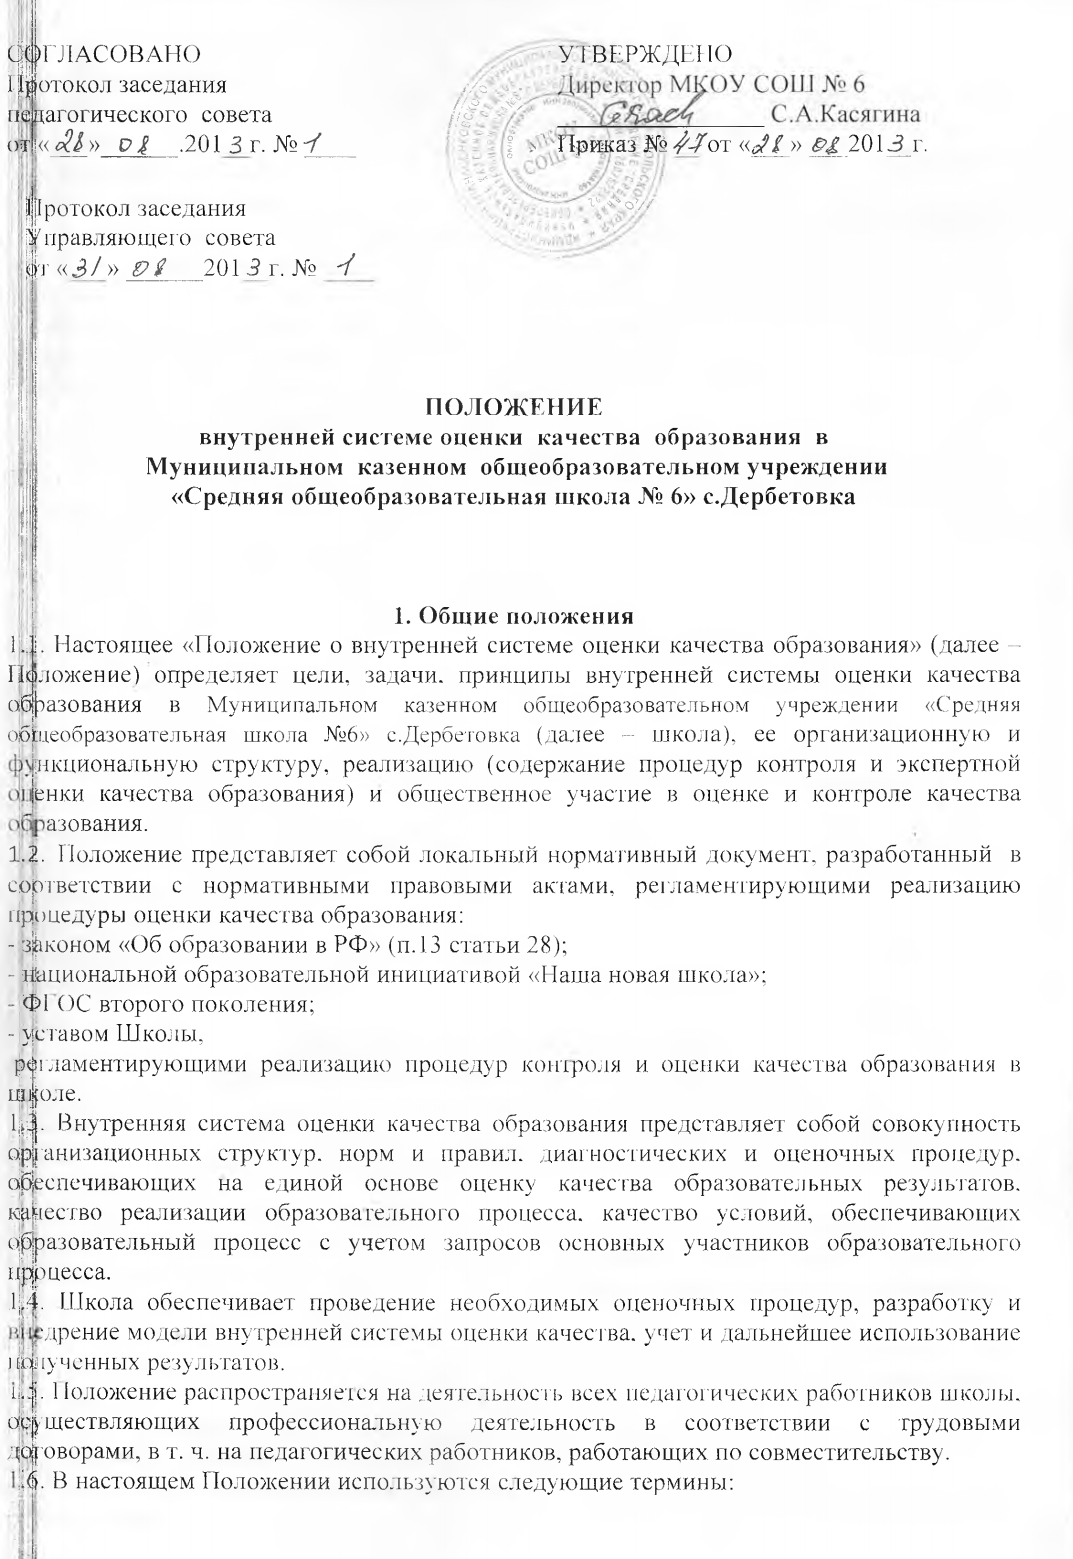 СОГЛАСОВАНО
Протокол заседания
педагогического совета
от «28» 08 .2013 г. № 1
УТВЕРЖДЕНО
Директор МКОУ СОШ № 6
С.А.Касягина
Приказ № 47 от «28» 08 2013 г.
МКОУ
СОШ
Протокол заседания
Управляющего совета
от «31» 08 2013 г. № 1
ПОЛОЖЕНИЕ
внутренней системе оценки качества образования в
Муниципальном казенном общеобразовательном учреждении
«Средняя общеобразовательная школа № 6» с.Дербетовка
1. Общие положения
1.1. Настоящее «Положение о внутренней системе оценки качества образования» (далее –
Положение) определяет цели, задачи, принципы внутренней системы оценки качества
образования в Муниципальном казенном общеобразовательном учреждении «Средняя
общеобразовательная школа №6» с.Дербетовка (далее – школа), ее организационную и
функциональную структуру, реализацию (содержание процедур контроля и экспертной
оценки качества образования) и общественное участие в оценке и контроле качества
образования.
1.2. Положение представляет собой локальный нормативный документ, разработанный в
соответствии с нормативными правовыми актами, регламентирующими реализацию
процедуры оценки качества образования:
- законом «Об образовании в РФ» (п.13 статьи 28);
- национальной образовательной инициативой «Наша новая школа»;
- ФГОС второго поколения;
- уставом Школы,
регламентирующими реализацию процедур контроля и оценки качества образования в
школе.
1.3. Внутренняя система оценки качества образования представляет собой совокупность
организационных структур, норм и правил, диагностических и оценочных процедур,
обеспечивающих на единой основе оценку качества образовательных результатов,
качество реализации образовательного процесса, качество условий, обеспечивающих
образовательный процесс с учетом запросов основных участников образовательного
процесса.
1.4. Школа обеспечивает проведение необходимых оценочных процедур, разработку и
внедрение модели внутренней системы оценки качества, учет и дальнейшее использование
полученных результатов.
1.5. Положение распространяется на деятельность всех педагогических работников школы,
осуществляющих профессиональную деятельность в соответствии с трудовыми
договорами, в т. ч. на педагогических работников, работающих по совместительству.
1.6. В настоящем Положении используются следующие термины: